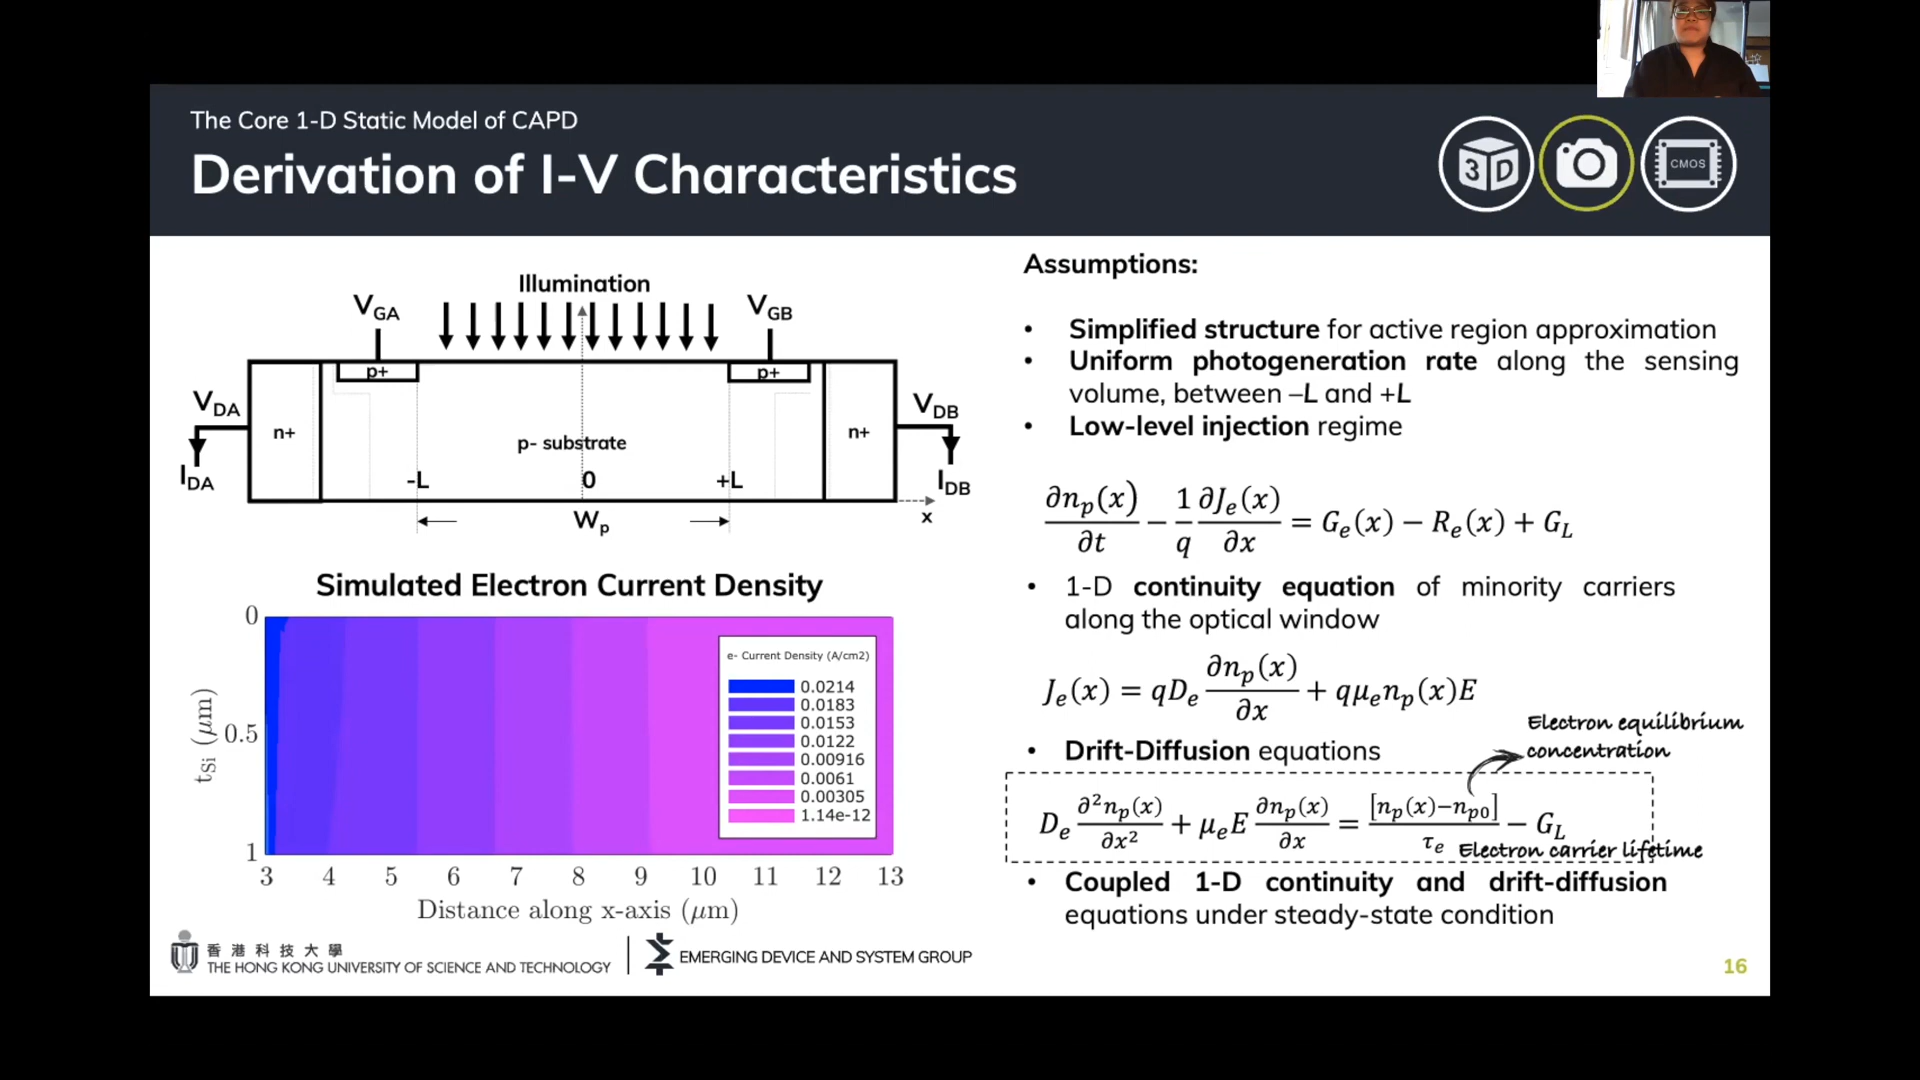 The Core 1-D Static Model of CAPD
Derivation of I-V Characteristics
3D
CMOS
Illumination
V_GA
V_GB
p+
p+
V_DA
V_DB
n+
n+
p- substrate
I_DA
-L
0
+L
I_DB
W_p
x
Simulated Electron Current Density
0
0.5
1
t_Si (μm)
e- Current Density (A/cm2)
0.0214
0.0183
0.0153
0.0122
0.00916
0.0061
0.00305
1.14e-12
3 4 5 6 7 8 9 10 11 12 13
Distance along x-axis (μm)
Assumptions:
• Simplified structure for active region approximation
• Uniform photogeneration rate along the sensing
volume, between –L and +L
• Low-level injection regime
∂n_p(x)/∂t − 1/q ∂J_e(x)/∂x = G_e(x) − R_e(x) + G_L
• 1-D continuity equation of minority carriers
along the optical window
J_e(x) = qD_e ∂n_p(x)/∂x + qμ_e n_p(x)E
Electron equilibrium
concentration
• Drift-Diffusion equations
D_e ∂²n_p(x)/∂x² + μ_e E ∂n_p(x)/∂x = [n_p(x)−n_p0]/τ_e − G_L
Electron carrier lifetime
• Coupled 1-D continuity and drift-diffusion
equations under steady-state condition
香港科技大學
THE HONG KONG UNIVERSITY OF SCIENCE AND TECHNOLOGY
EMERGING DEVICE AND SYSTEM GROUP
16